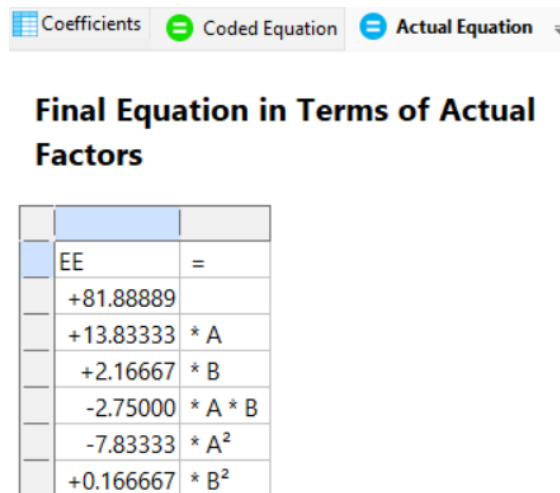 Coefficients Coded Equation Actual Equation
Final Equation in Terms of Actual
Factors
EE =
+81.88889
+13.83333 * A
+2.16667 * B
-2.75000 * A * B
-7.83333 * A²
+0.166667 * B²